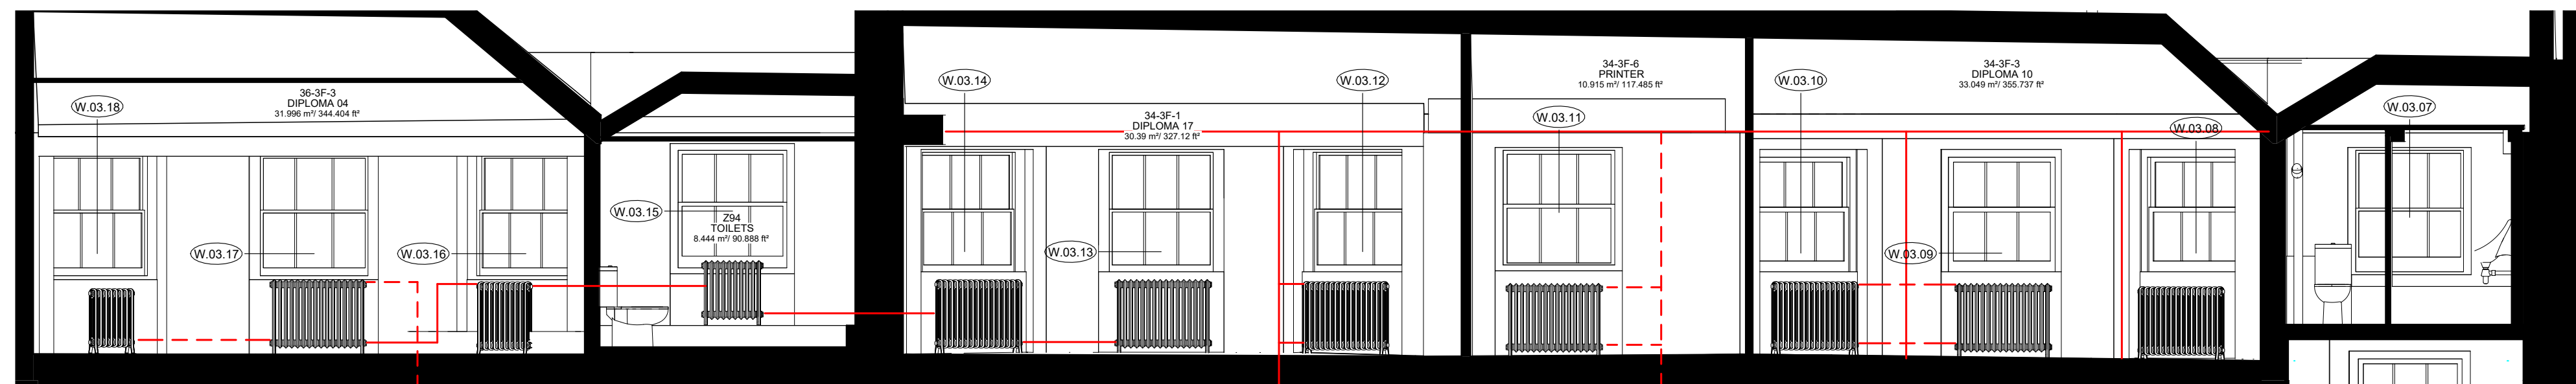 W.03.18
36-3F-3
DIPLOMA 04
31.996 m²/ 344.404 ft²
W.03.17
W.03.16
W.03.15
Z94
TOILETS
8.444 m²/ 90.888 ft²
W.03.14
W.03.13
34-3F-1
DIPLOMA 17
30.39 m²/ 327.12 ft²
W.03.12
34-3F-6
PRINTER
10.915 m²/ 117.485 ft²
W.03.11
W.03.10
34-3F-3
DIPLOMA 10
33.049 m²/ 355.737 ft²
W.03.09
W.03.08
W.03.07